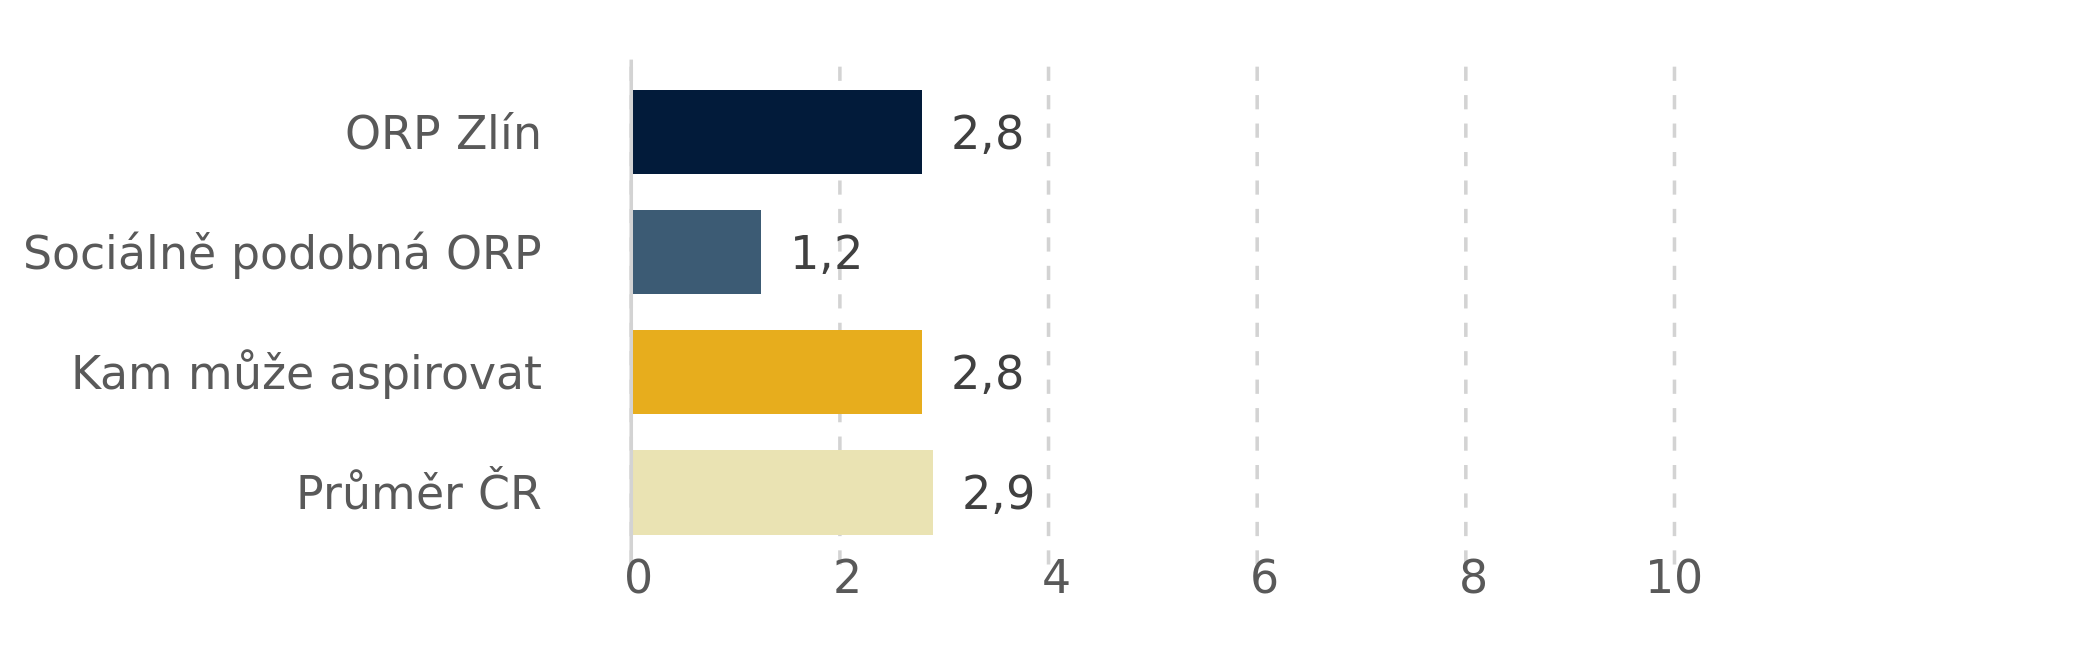 ORP Zlín 2,8
Sociálně podobná ORP 1,2
Kam může aspirovat 2,8
Průměr ČR 2,9
0 2 4 6 8 10